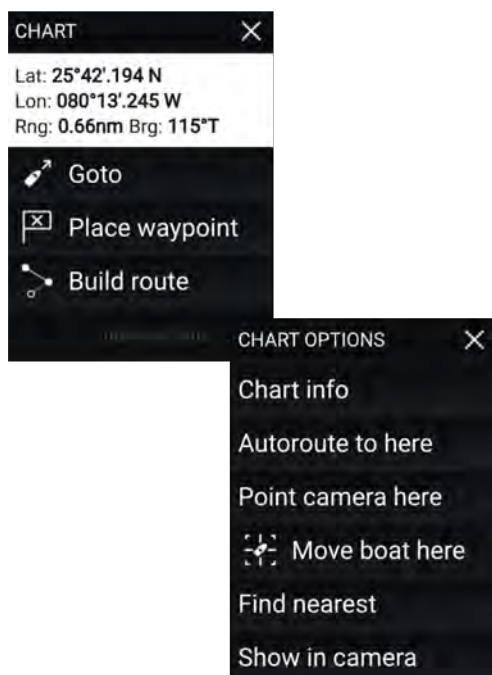 CHART
Lat: 25°42'.194 N
Lon: 080°13'.245 W
Rng: 0.66nm Brg: 115°T
Goto
Place waypoint
Build route
CHART OPTIONS
Chart info
Autoroute to here
Point camera here
Move boat here
Find nearest
Show in camera